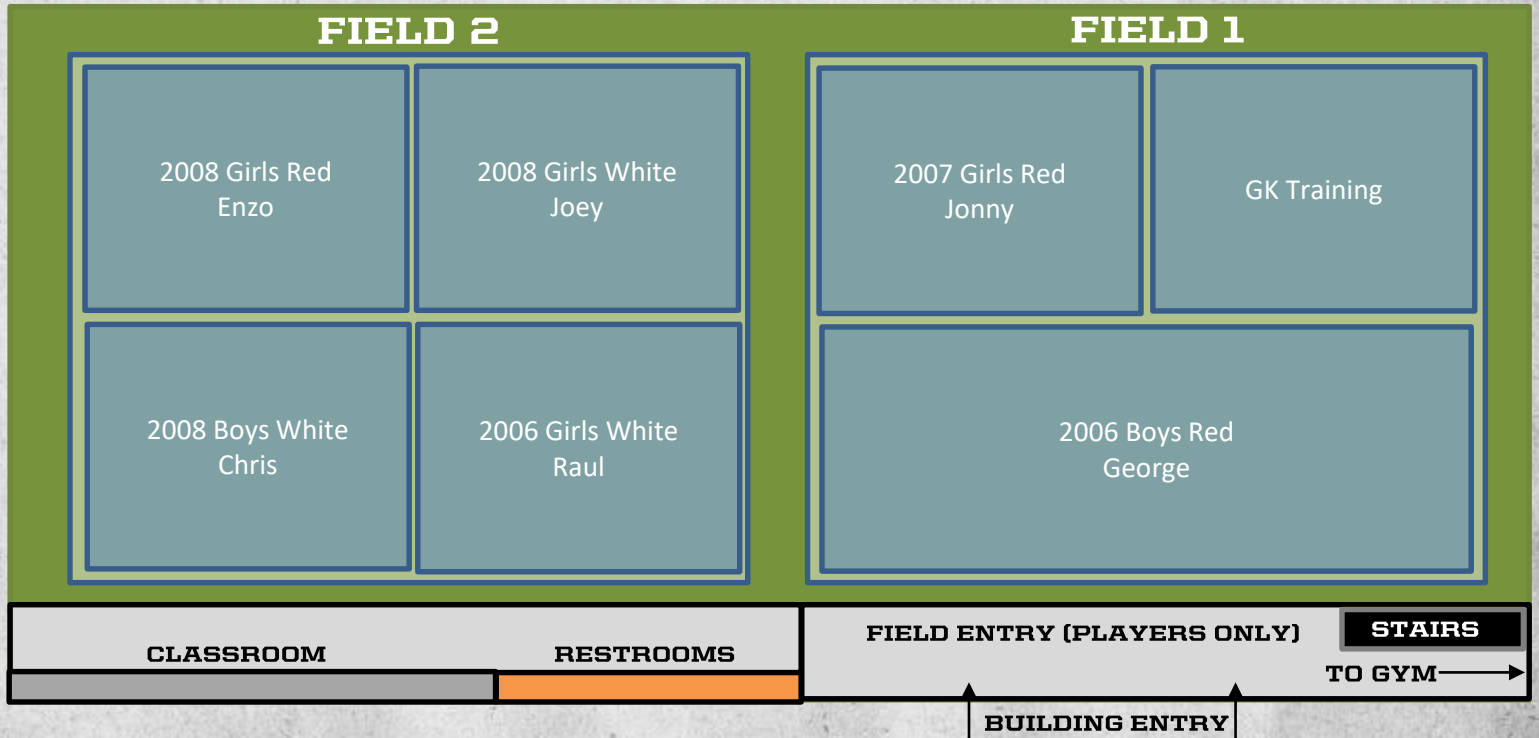 FIELD 2
FIELD 1
2008 Girls Red
Enzo
2008 Girls White
Joey
2007 Girls Red
Jonny
GK Training
2008 Boys White
Chris
2006 Girls White
Raul
2006 Boys Red
George
CLASSROOM
RESTROOMS
FIELD ENTRY (PLAYERS ONLY)
STAIRS
TO GYM
BUILDING ENTRY